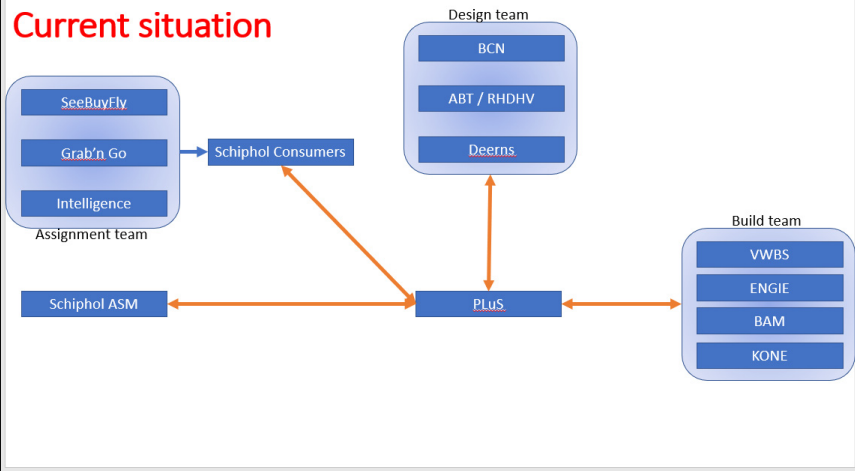 Current situation
Design team
BCN
ABT / RHDHV
Deerns
SeeBuyFly
Grab'n Go
Intelligence
Assignment team
Schiphol Consumers
Schiphol ASM
PLuS
Build team
VWBS
ENGIE
BAM
KONE